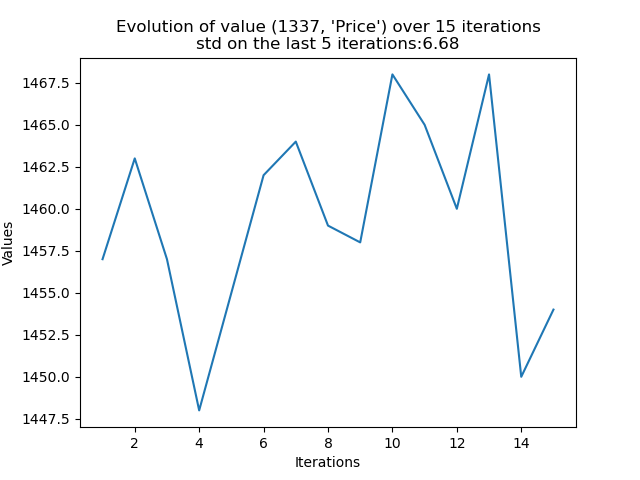 Evolution of value (1337, 'Price') over 15 iterations
std on the last 5 iterations:6.68
1467.5
1465.0
1462.5
1460.0
1457.5
1455.0
1452.5
1450.0
1447.5
Values
2 4 6 8 10 12 14
Iterations